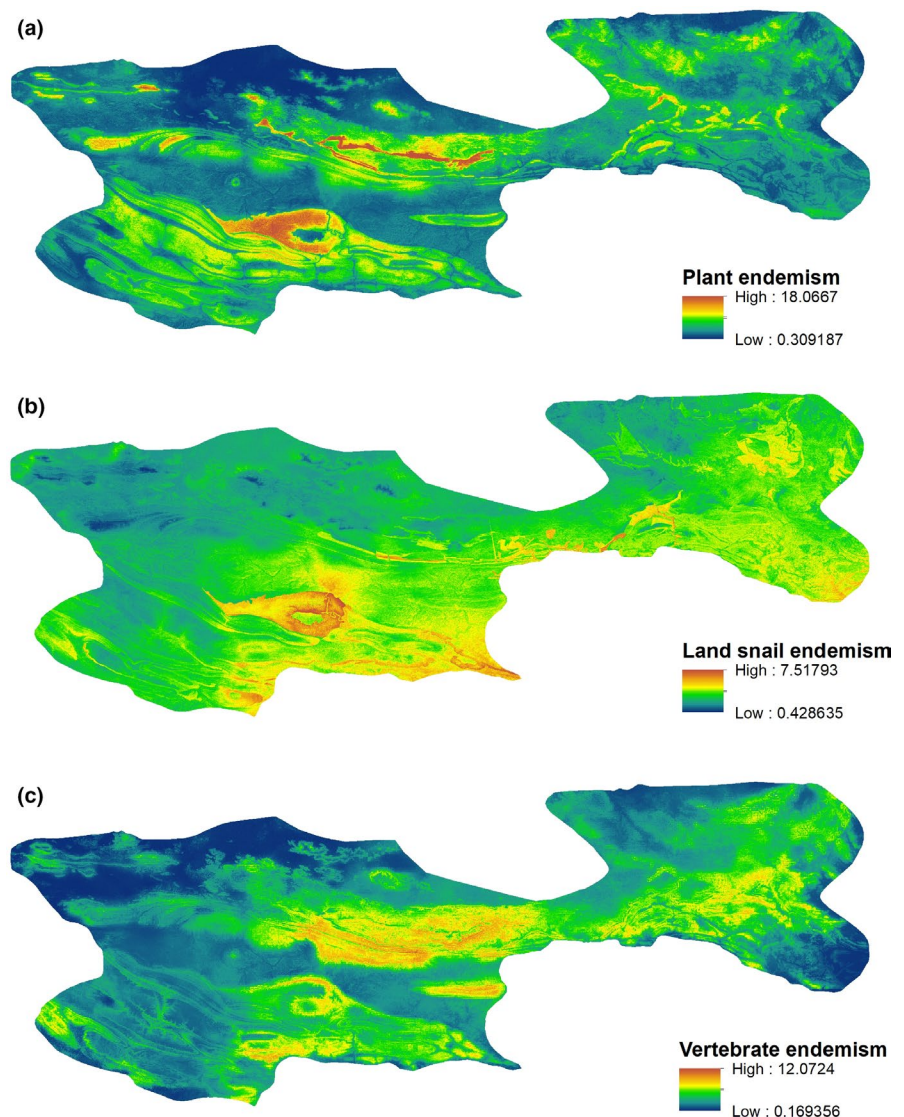 (a)
Plant endemism
High : 18.0667
Low : 0.309187
(b)
Land snail endemism
High : 7.51793
Low : 0.428635
(c)
Vertebrate endemism
High : 12.0724
Low : 0.169356